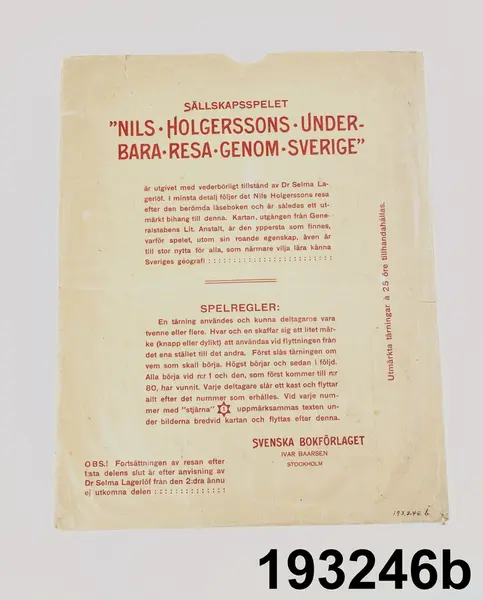 SÄLLSKAPSSPELET
"NILS · HOLGERSSONS · UNDER-
BARA · RESA · GENOM · SVERIGE"
är utgivet med vederbörligt tillstånd av Dr Selma La-
gerlöf. I minsta detalj följer det Nils Holgerssons resa
efter den berömda läseboken och är således ett ut-
märkt bihang till denna. Kartan, utgången från Gene-
ralstabens Lit. Anstalt, är den yppersta som finnes,
varför spelet, utom sin roande egenskap, även är
till stor nytta för alla, som närmare vilja lära känna
Sveriges geografi : : : : : : : : : : : : : : : : : :
Utmärkta tärningar à 25 öre tillhandahållas.
SPELREGLER:
En tärning användes och kunna deltagarne vara
tvenne eller flere. Hvar och en skaffar sig ett litet mär-
ke (knapp eller dylikt) att användas vid flyttningen från
det ena stället till det andra. Först slås tärningen om
vem som skall börja. Högst börjar och sedan i följd.
Alla börja vid n:r 1 och den, som först kommer till n:r
80, har vunnit. Varje deltagare slår ett kast och flyttar
allt efter det nummer som erhålles. Vid varje num-
mer med "stjärna" uppmärksammas texten un-
der bilderna bredvid kartan och flyttas efter denna.
SVENSKA BOKFÖRLAGET
IVAR BAARSEN
STOCKHOLM
OBS.! Fortsättningen av resan efter
1:sta delens slut är efter anvisning av
Dr Selma Lagerlöf från den 2:dra ännu
ej utkomna delen : : : : : : : : : : : :
193246 b
193246b